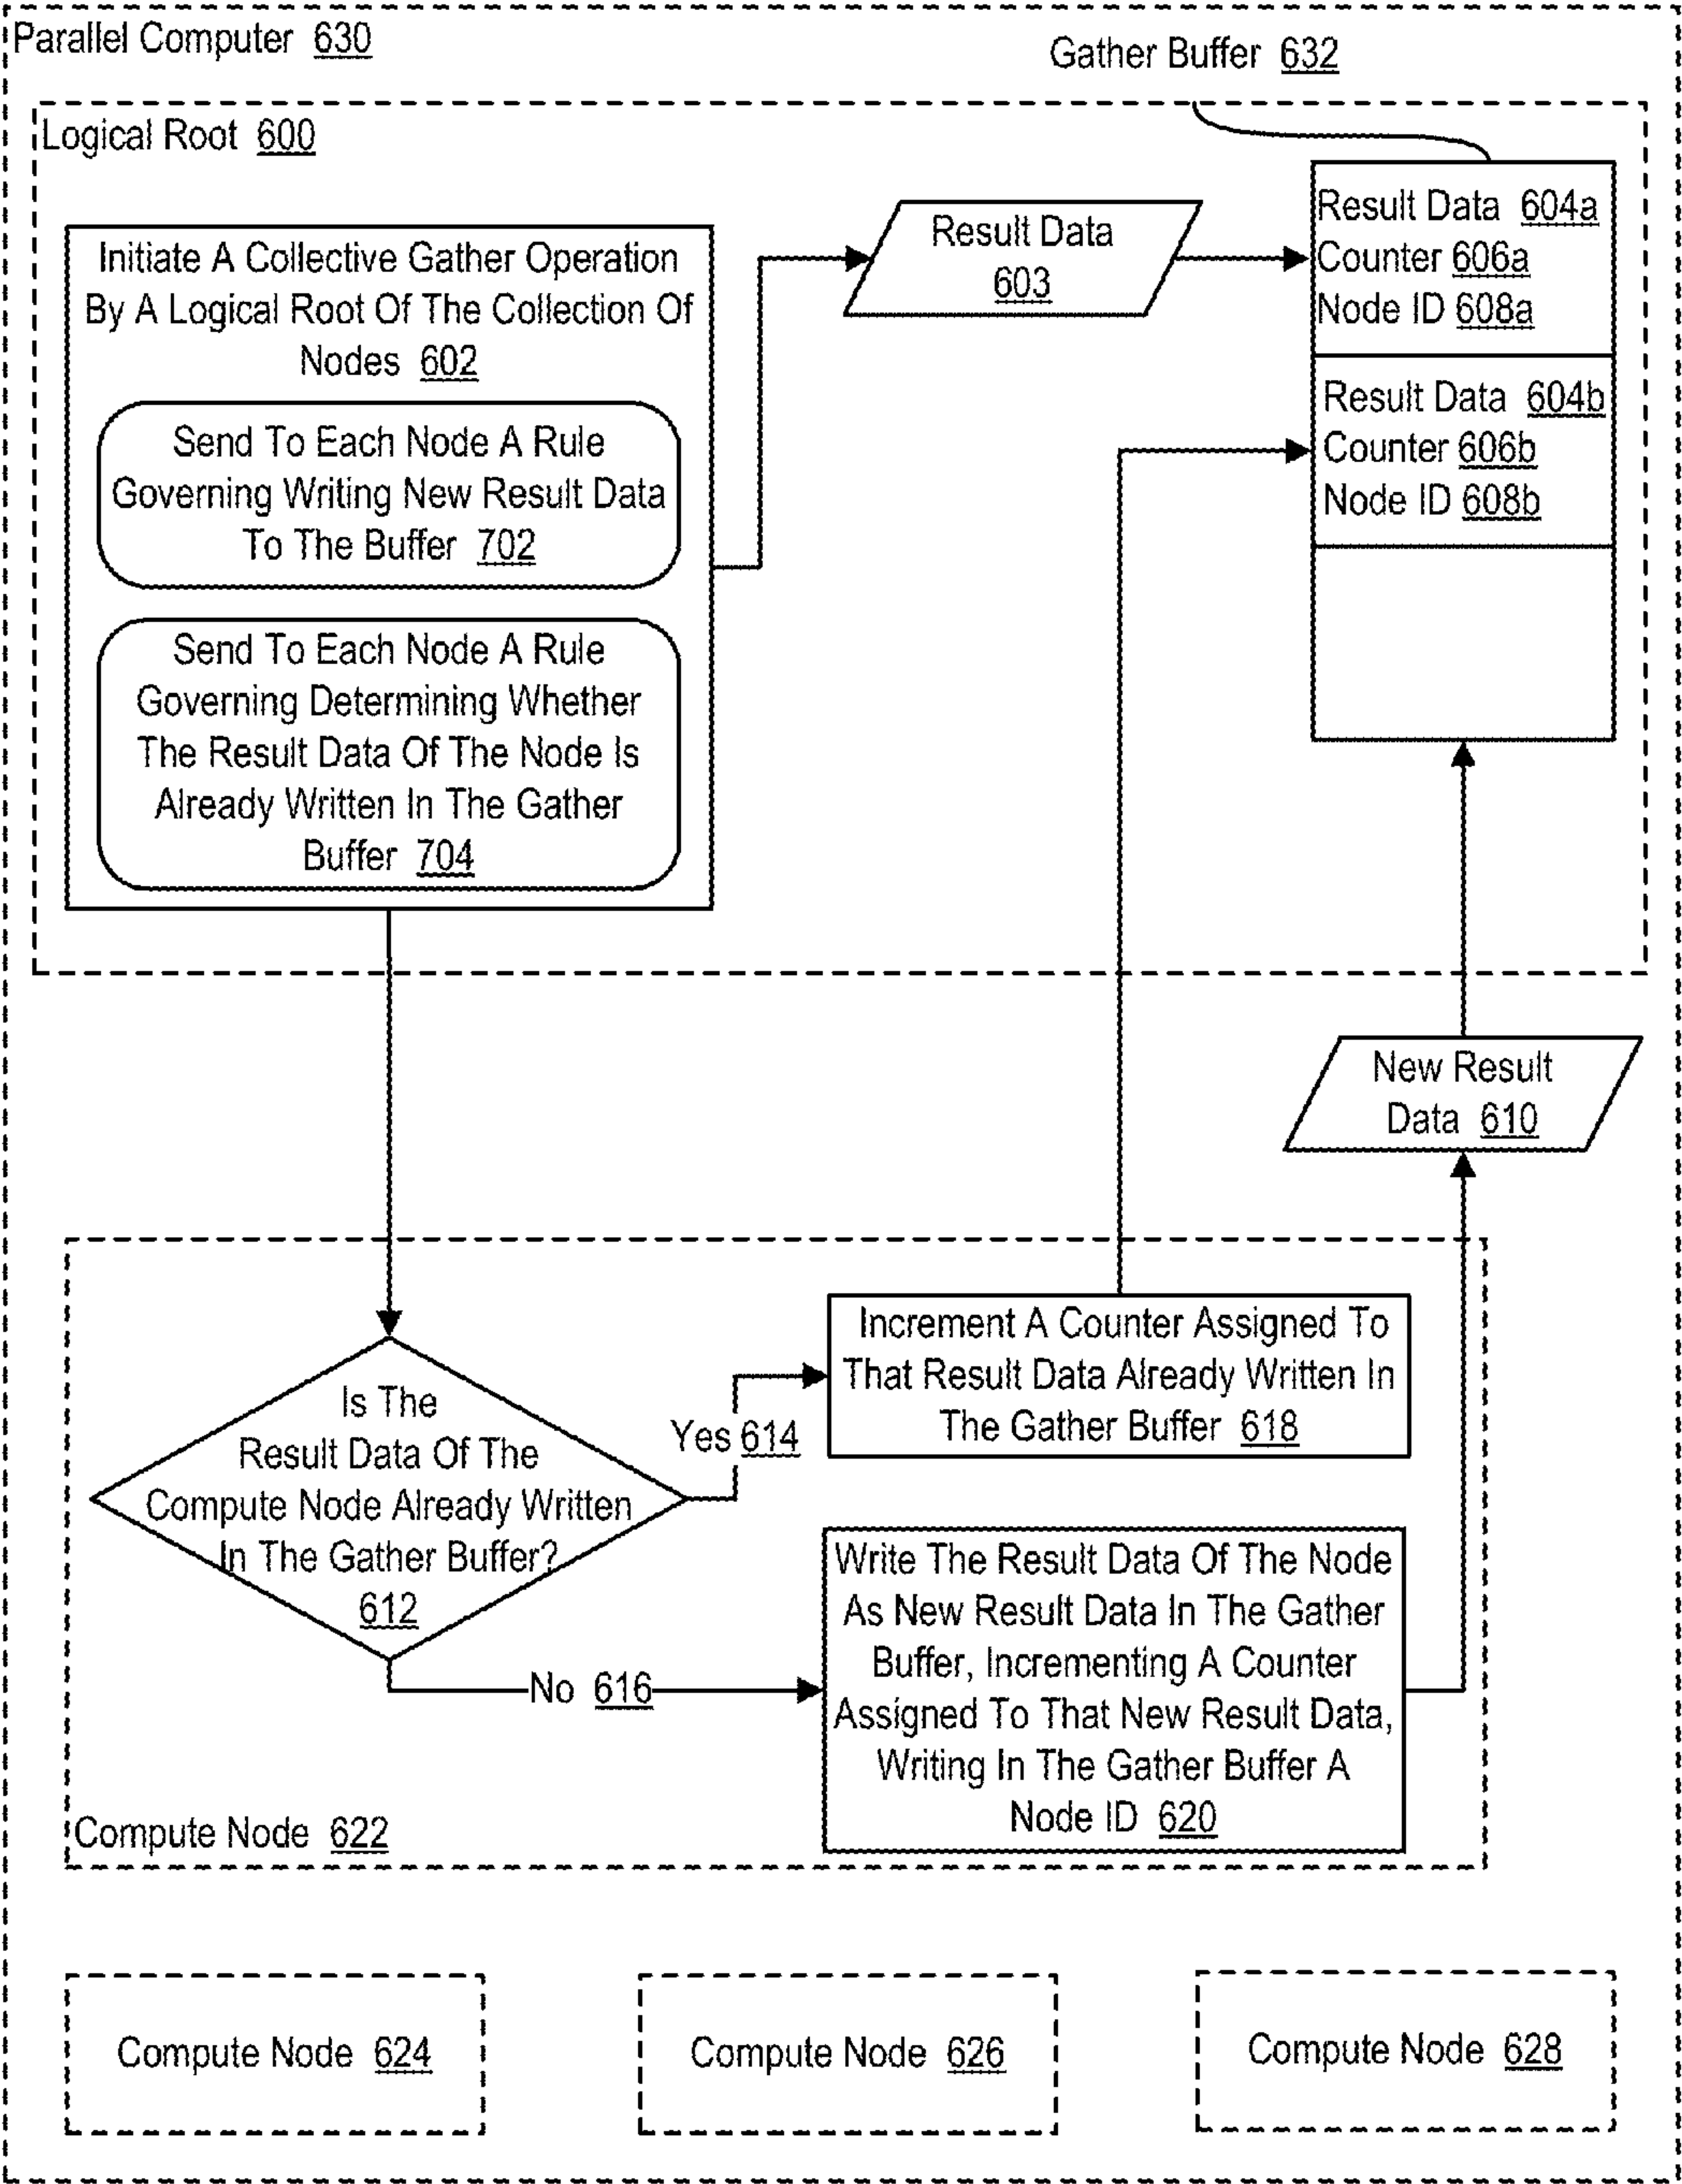 Parallel Computer 630
Gather Buffer 632
Logical Root 600
Initiate A Collective Gather Operation
By A Logical Root Of The Collection Of
Nodes 602
Send To Each Node A Rule
Governing Writing New Result Data
To The Buffer 702
Send To Each Node A Rule
Governing Determining Whether
The Result Data Of The Node Is
Already Written In The Gather
Buffer 704
Result Data
603
Result Data 604a
Counter 606a
Node ID 608a
Result Data 604b
Counter 606b
Node ID 608b
New Result
Data 610
Is The
Result Data Of The
Compute Node Already Written
In The Gather Buffer?
612
Yes 614
Increment A Counter Assigned To
That Result Data Already Written In
The Gather Buffer 618
No 616
Write The Result Data Of The Node
As New Result Data In The Gather
Buffer, Incrementing A Counter
Assigned To That New Result Data,
Writing In The Gather Buffer A
Node ID 620
Compute Node 622
Compute Node 624
Compute Node 626
Compute Node 628